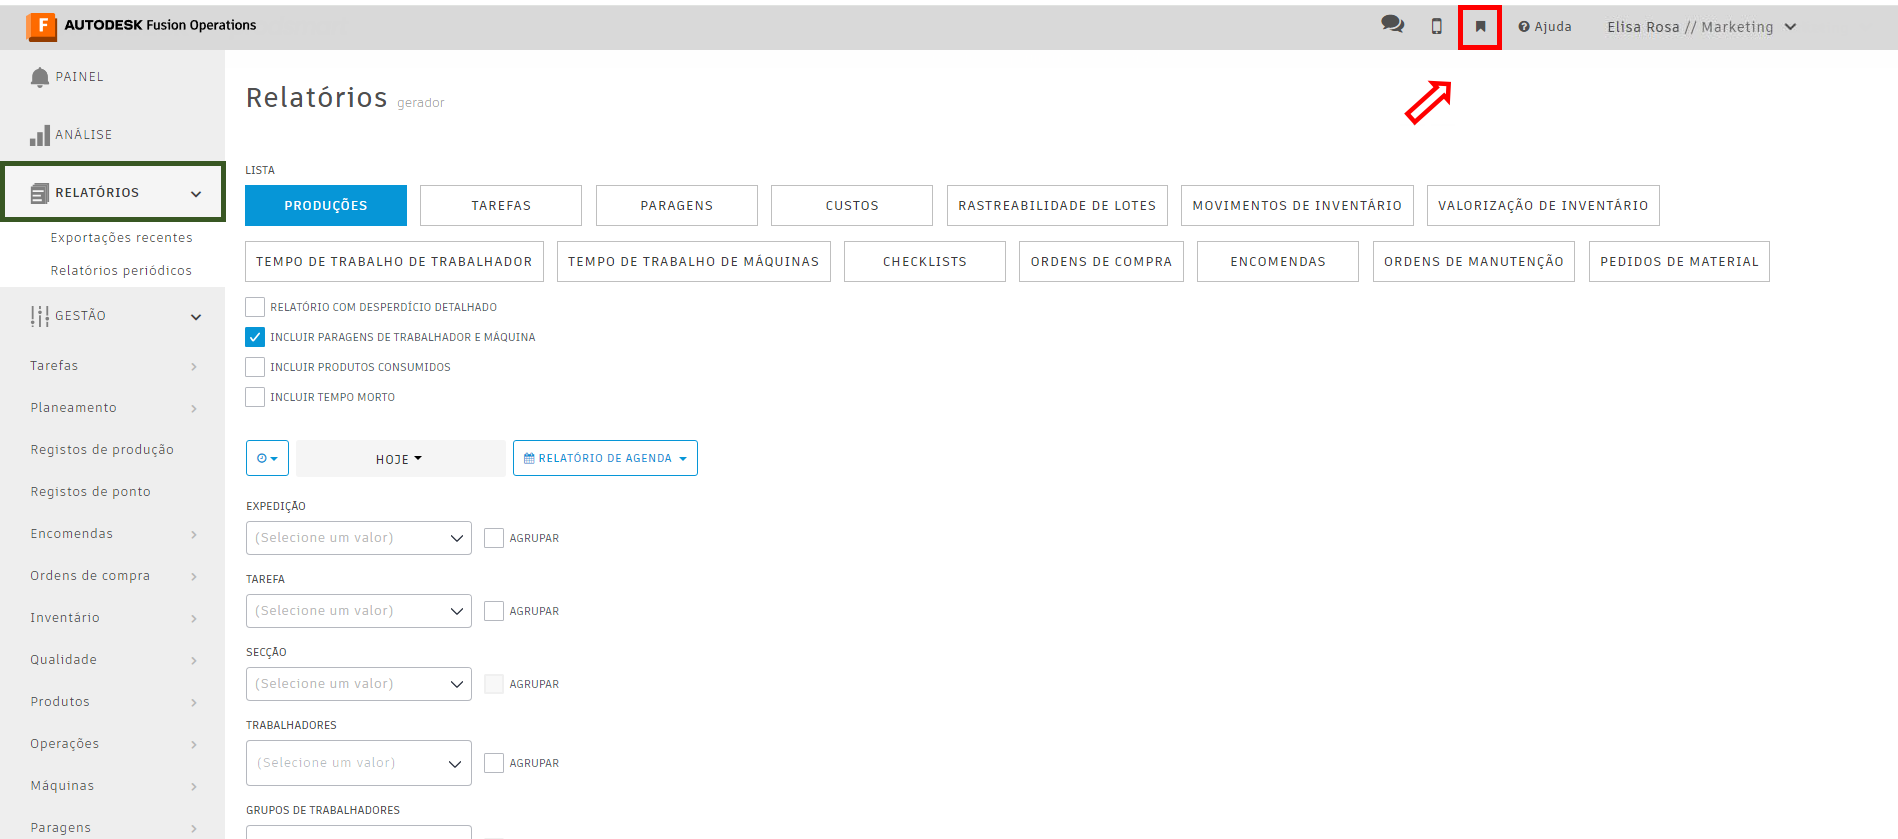 F AUTODESK Fusion Operations
Ajuda
Elisa Rosa // Marketing
PAINEL
ANÁLISE
RELATÓRIOS
Exportações recentes
Relatórios periódicos
GESTÃO
Tarefas
Planeamento
Registos de produção
Registos de ponto
Encomendas
Ordens de compra
Inventário
Qualidade
Produtos
Operações
Máquinas
Paragens
Relatórios gerador
LISTA
PRODUÇÕES TAREFAS PARAGENS CUSTOS RASTREABILIDADE DE LOTES MOVIMENTOS DE INVENTÁRIO VALORIZAÇÃO DE INVENTÁRIO
TEMPO DE TRABALHO DE TRABALHADOR TEMPO DE TRABALHO DE MÁQUINAS CHECKLISTS ORDENS DE COMPRA ENCOMENDAS ORDENS DE MANUTENÇÃO PEDIDOS DE MATERIAL
RELATÓRIO COM DESPERDÍCIO DETALHADO
INCLUIR PARAGENS DE TRABALHADOR E MÁQUINA
INCLUIR PRODUTOS CONSUMIDOS
INCLUIR TEMPO MORTO
HOJE RELATÓRIO DE AGENDA
EXPEDIÇÃO
(Selecione um valor) AGRUPAR
TAREFA
(Selecione um valor) AGRUPAR
SECÇÃO
(Selecione um valor) AGRUPAR
TRABALHADORES
(Selecione um valor) AGRUPAR
GRUPOS DE TRABALHADORES